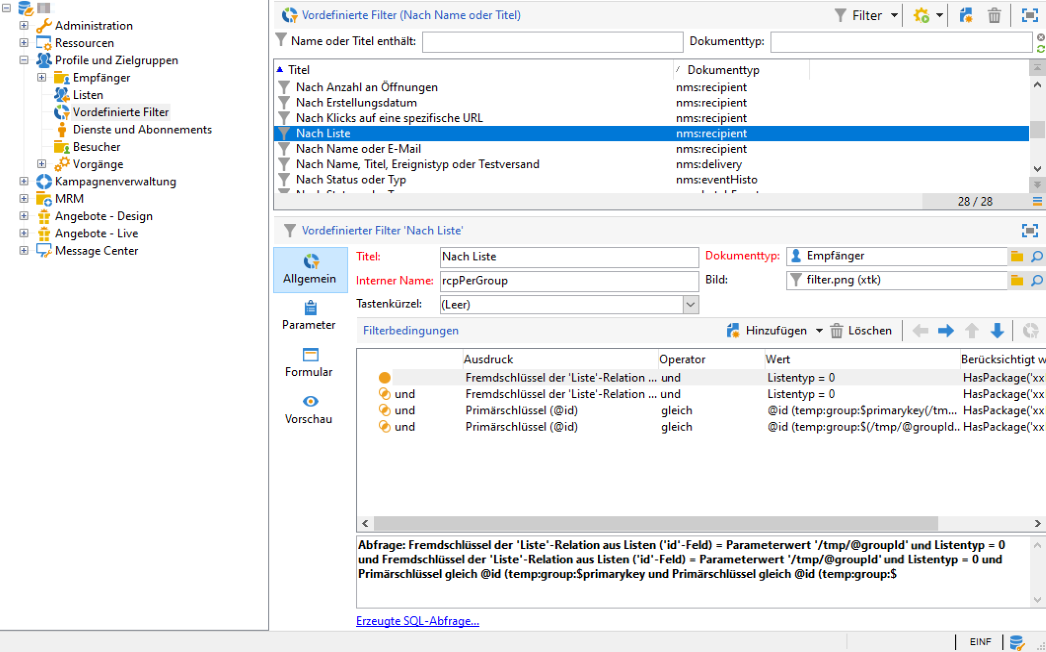 Administration
Ressourcen
Profile und Zielgruppen
Empfänger
Listen
Vordefinierte Filter
Dienste und Abonnements
Besucher
Vorgänge
Kampagnenverwaltung
MRM
Angebote - Design
Angebote - Live
Message Center
Vordefinierte Filter (Nach Name oder Titel) Filter
Name oder Titel enthält: Dokumenttyp:
Titel Dokumenttyp
Nach Anzahl an Öffnungen nms:recipient
Nach Erstellungsdatum nms:recipient
Nach Klicks auf eine spezifische URL nms:recipient
Nach Liste nms:recipient
Nach Name oder E-Mail nms:recipient
Nach Name, Titel, Ereignistyp oder Testversand nms:delivery
Nach Status oder Typ nms:eventHisto
28 / 28
Vordefinierter Filter 'Nach Liste'
Allgemein
Parameter
Formular
Vorschau
Titel: Nach Liste Dokumenttyp: Empfänger
Interner Name: rcpPerGroup Bild: filter.png (xtk)
Tastenkürzel: (Leer)
Filterbedingungen Hinzufügen Löschen
Ausdruck Operator Wert Berücksichtigt w
Fremdschlüssel der 'Liste'-Relation ... und Listentyp = 0 HasPackage('xx
und Fremdschlüssel der 'Liste'-Relation ... und Listentyp = 0 HasPackage('xx
und Primärschlüssel (@id) gleich @id (temp:group:$primarykey(/tm... HasPackage('xx
und Primärschlüssel (@id) gleich @id (temp:group:$(/tmp/@groupId.. HasPackage('xx
Abfrage: Fremdschlüssel der 'Liste'-Relation aus Listen ('id'-Feld) = Parameterwert '/tmp/@groupId' und Listentyp = 0
und Fremdschlüssel der 'Liste'-Relation aus Listen ('id'-Feld) = Parameterwert '/tmp/@groupId' und Listentyp = 0 und
Primärschlüssel gleich @id (temp:group:$primarykey und Primärschlüssel gleich @id (temp:group:$
Erzeugte SQL-Abfrage...
EINF